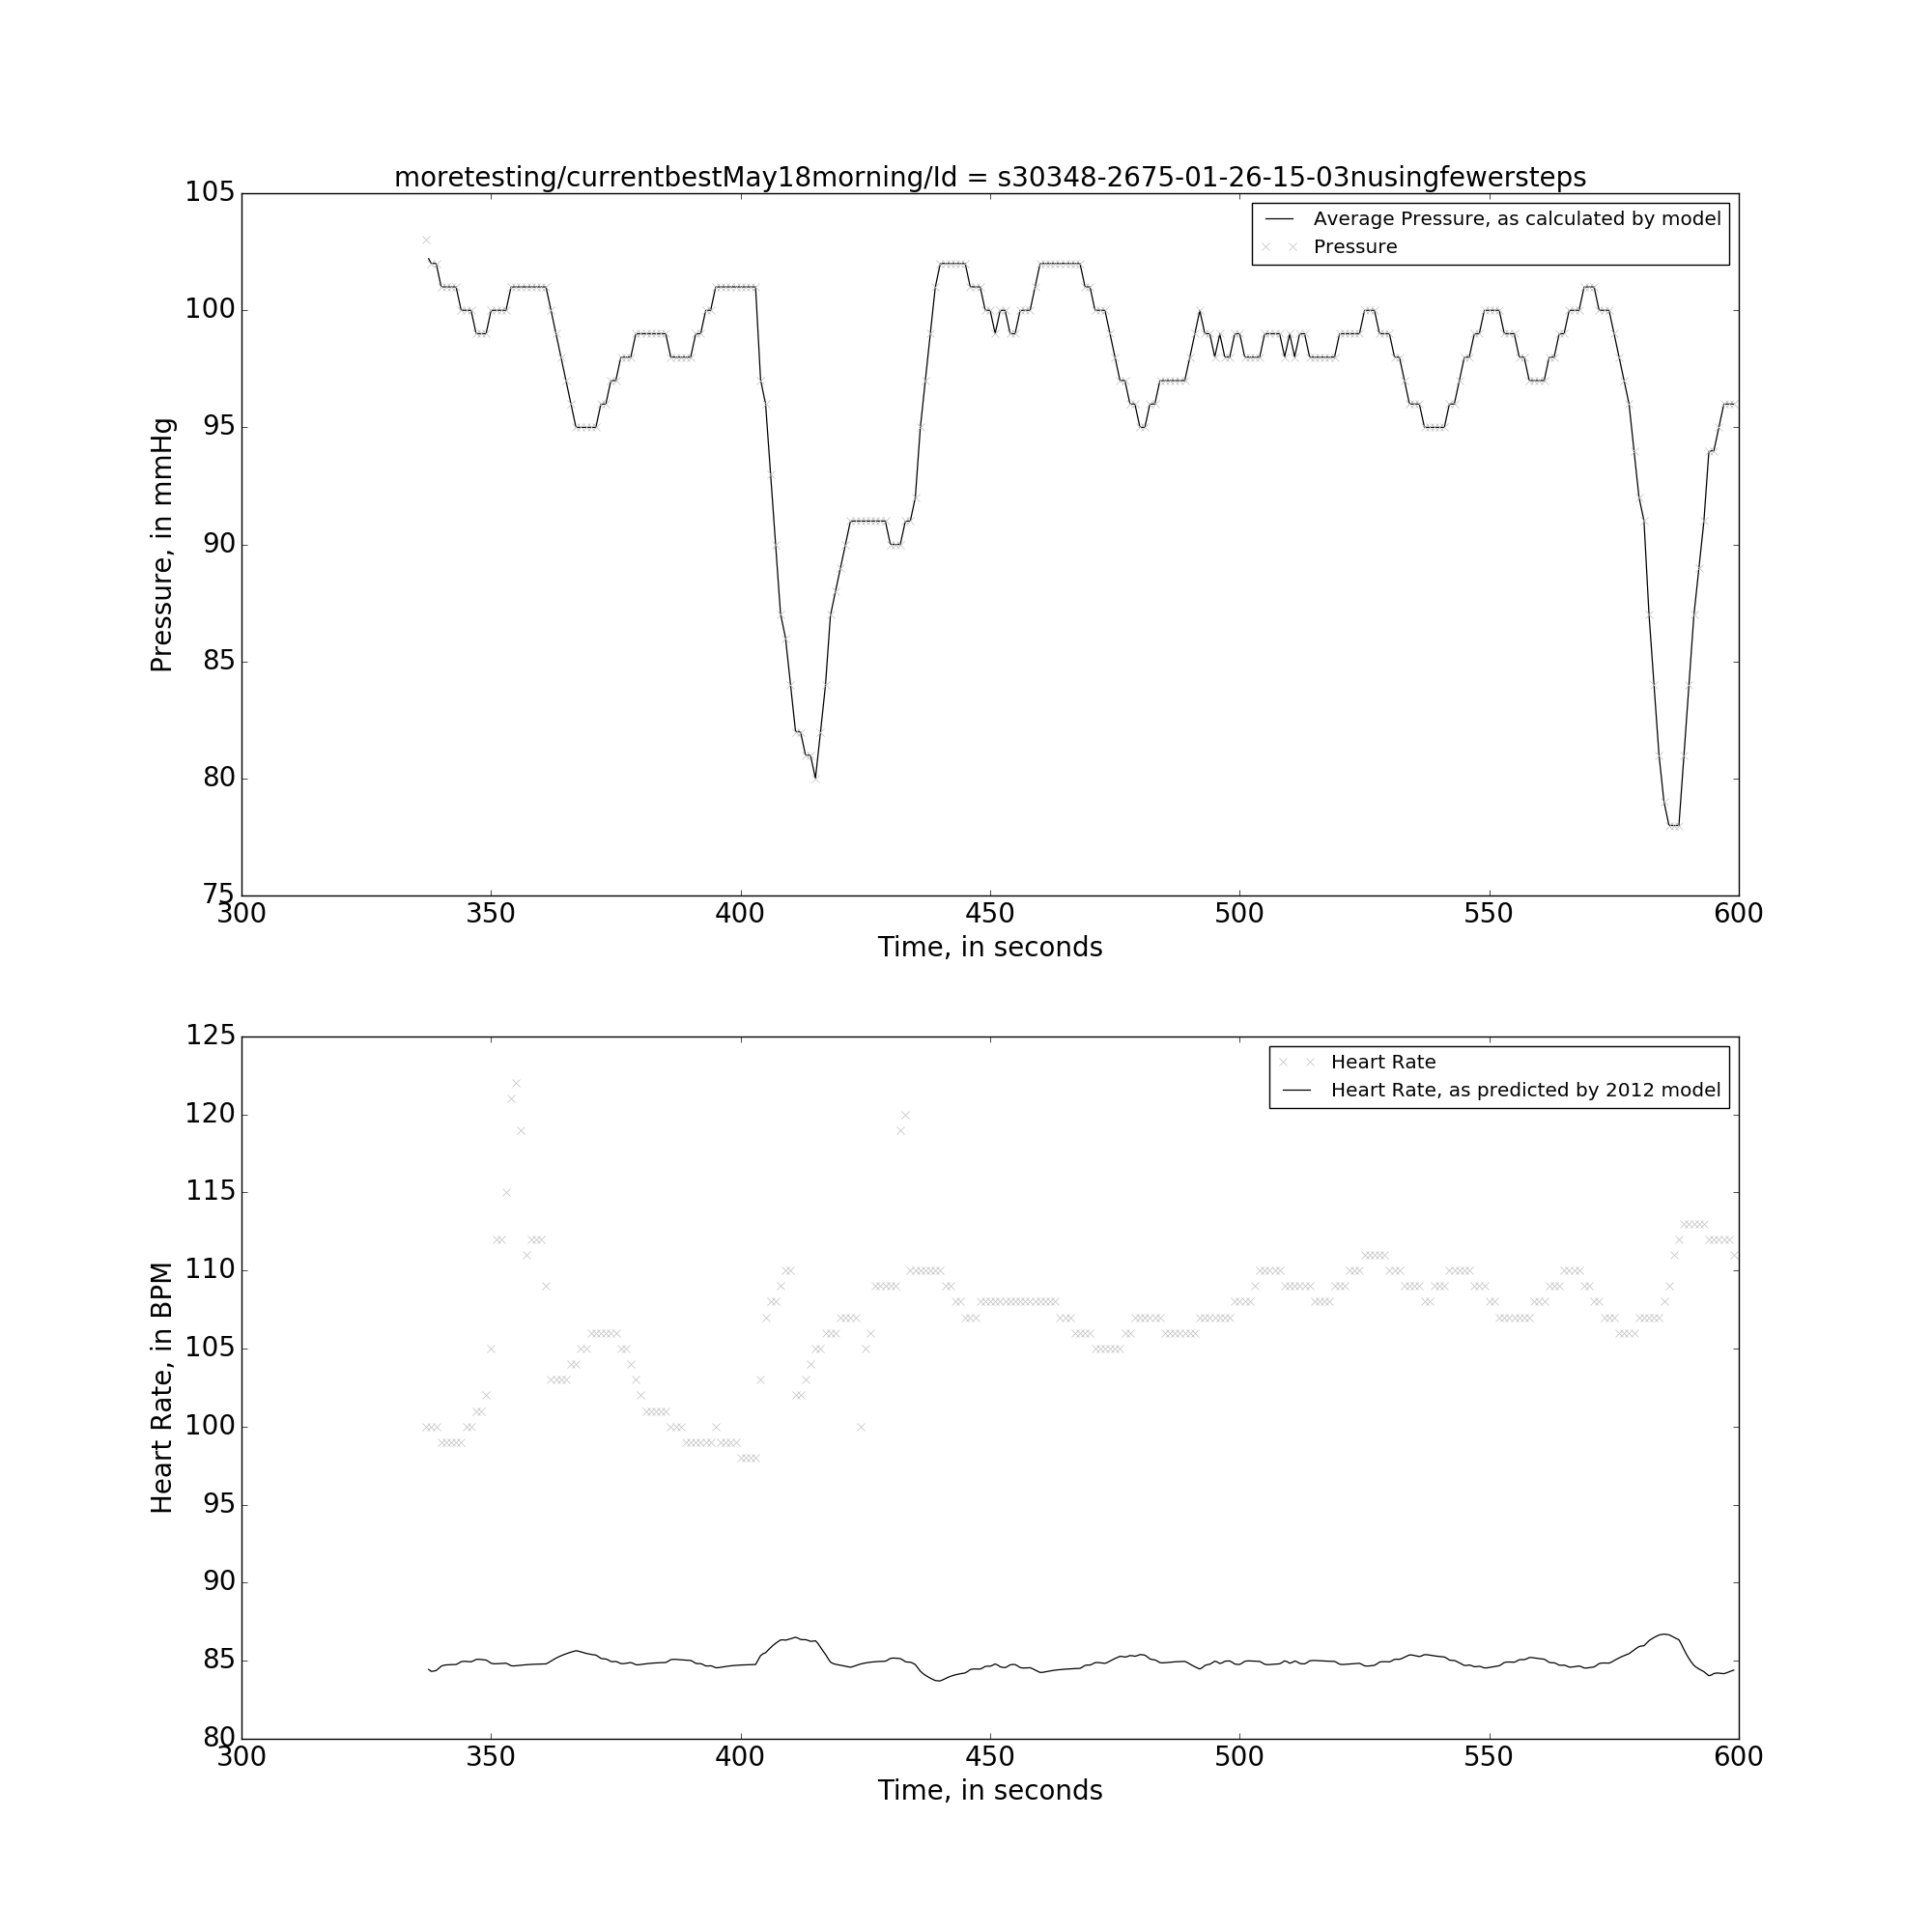 moretesting/currentbestMay18morning/Id = s30348-2675-01-26-15-03nusingfewersteps
105
100
95
90
85
80
75
Pressure, in mmHg
Average Pressure, as calculated by model
Pressure
300 350 400 450 500 550 600
Time, in seconds
125
120
115
110
105
100
95
90
85
80
Heart Rate, in BPM
Heart Rate
Heart Rate, as predicted by 2012 model
300 350 400 450 500 550 600
Time, in seconds